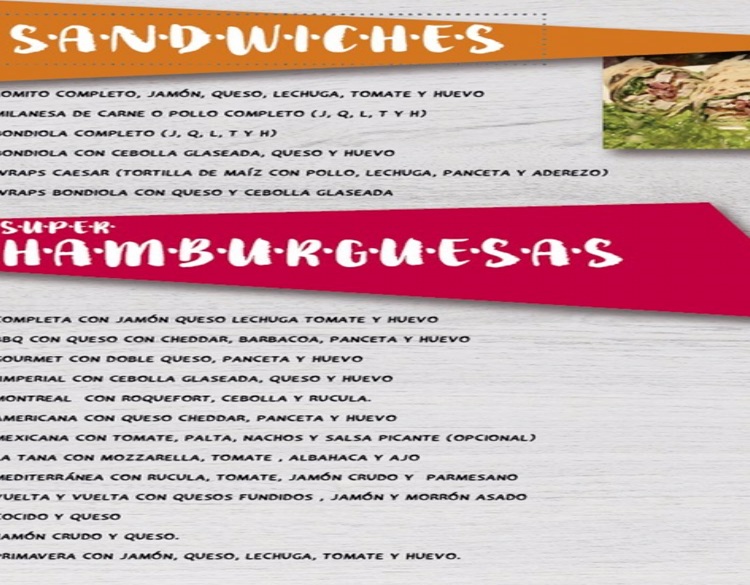 S·A·N·D·W·I·C·H·E·S
OMITO COMPLETO, JAMÓN, QUESO, LECHUGA, TOMATE Y HUEVO
MILANESA DE CARNE O POLLO COMPLETO (J, Q, L, T Y H)
BONDIOLA COMPLETO (J, Q, L, T Y H)
BONDIOLA CON CEBOLLA GLASEADA, QUESO Y HUEVO
WRAPS CAESAR (TORTILLA DE MAÍZ CON POLLO, LECHUGA, PANCETA Y ADEREZO)
WRAPS BONDIOLA CON QUESO Y CEBOLLA GLASEADA
S·U·P·E·R·
H·A·M·B·U·R·G·U·E·S·A·S
COMPLETA CON JAMÓN QUESO LECHUGA TOMATE Y HUEVO
BBQ CON QUESO CON CHEDDAR, BARBACOA, PANCETA Y HUEVO
GOURMET CON DOBLE QUESO, PANCETA Y HUEVO
IMPERIAL CON CEBOLLA GLASEADA, QUESO Y HUEVO
MONTREAL CON ROQUEFORT, CEBOLLA Y RUCULA.
AMERICANA CON QUESO CHEDDAR, PANCETA Y HUEVO
MEXICANA CON TOMATE, PALTA, NACHOS Y SALSA PICANTE (OPCIONAL)
LA TANA CON MOZZARELLA, TOMATE , ALBAHACA Y AJO
MEDITERRÁNEA CON RUCULA, TOMATE, JAMÓN CRUDO Y PARMESANO
VUELTA Y VUELTA CON QUESOS FUNDIDOS , JAMÓN Y MORRÓN ASADO
COCIDO Y QUESO
JAMÓN CRUDO Y QUESO.
PRIMAVERA CON JAMÓN, QUESO, LECHUGA, TOMATE Y HUEVO.